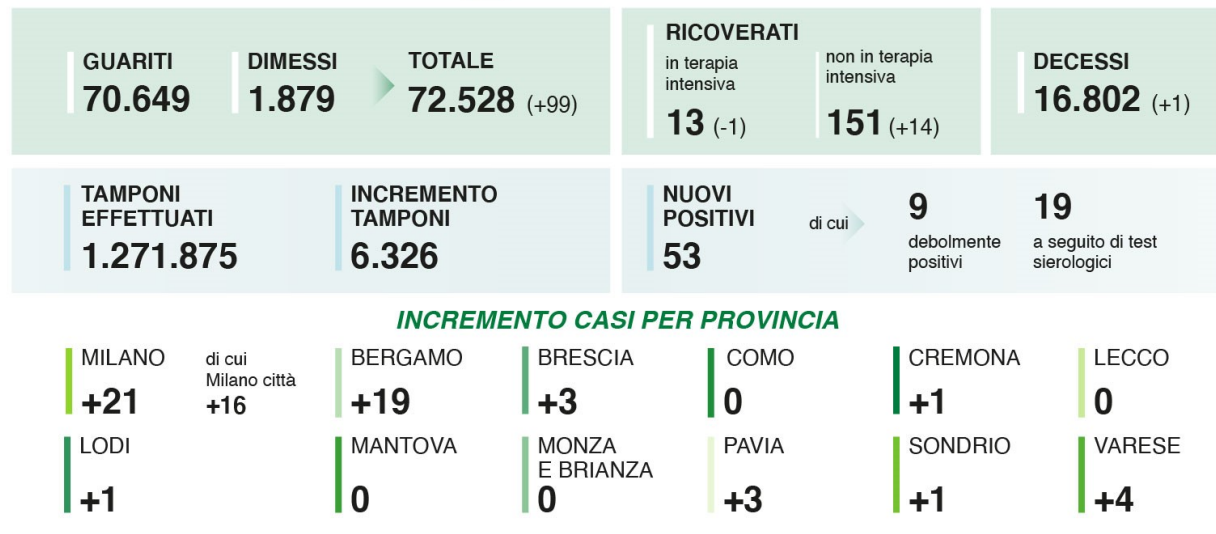 GUARITI
70.649
DIMESSI
1.879
TOTALE
72.528 (+99)
RICOVERATI
in terapia
intensiva
13 (-1)
non in terapia
intensiva
151 (+14)
DECESSI
16.802 (+1)
TAMPONI
EFFETTUATI
1.271.875
INCREMENTO
TAMPONI
6.326
NUOVI
POSITIVI
53
di cui
9
debolmente
positivi
19
a seguito di test
sierologici
INCREMENTO CASI PER PROVINCIA
MILANO
+21
di cui
Milano città
+16
BERGAMO
+19
BRESCIA
+3
COMO
0
CREMONA
+1
LECCO
0
LODI
+1
MANTOVA
0
MONZA
E BRIANZA
0
PAVIA
+3
SONDRIO
+1
VARESE
+4